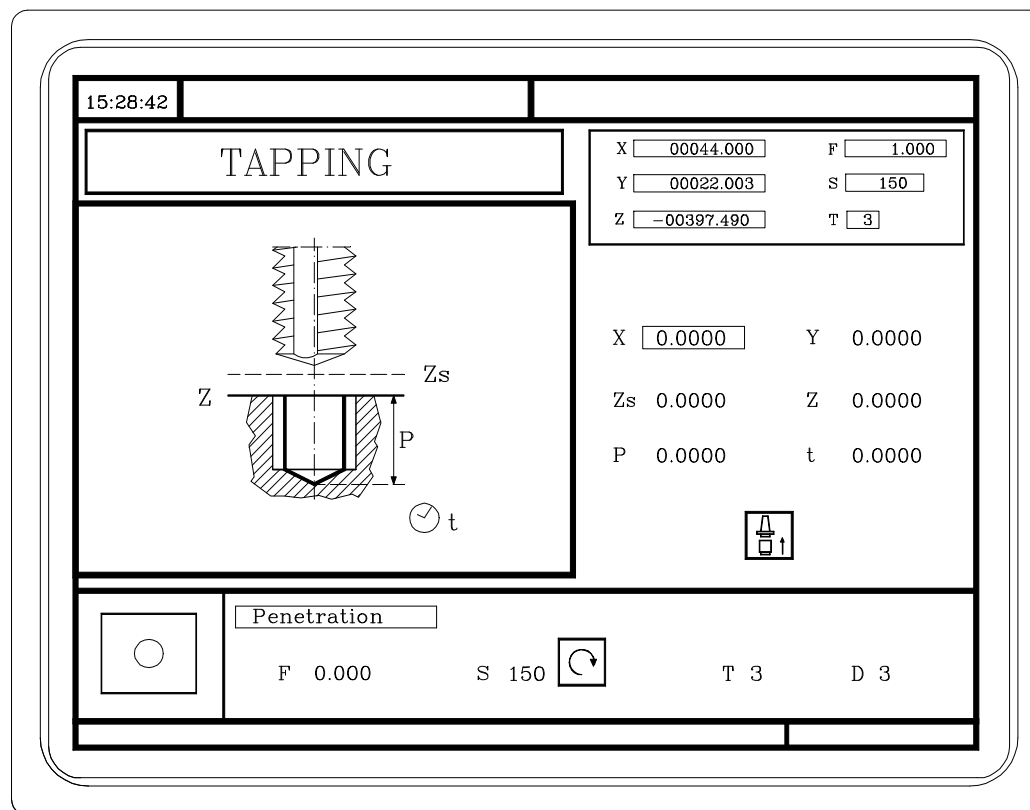 15:28:42
TAPPING
X 00044.000 F 1.000
Y 00022.003 S 150
Z -00397.490 T 3
Zs
Z
P
t
X 0.0000 Y 0.0000
Zs 0.0000 Z 0.0000
P 0.0000 t 0.0000
Penetration
F 0.000 S 150 T 3 D 3